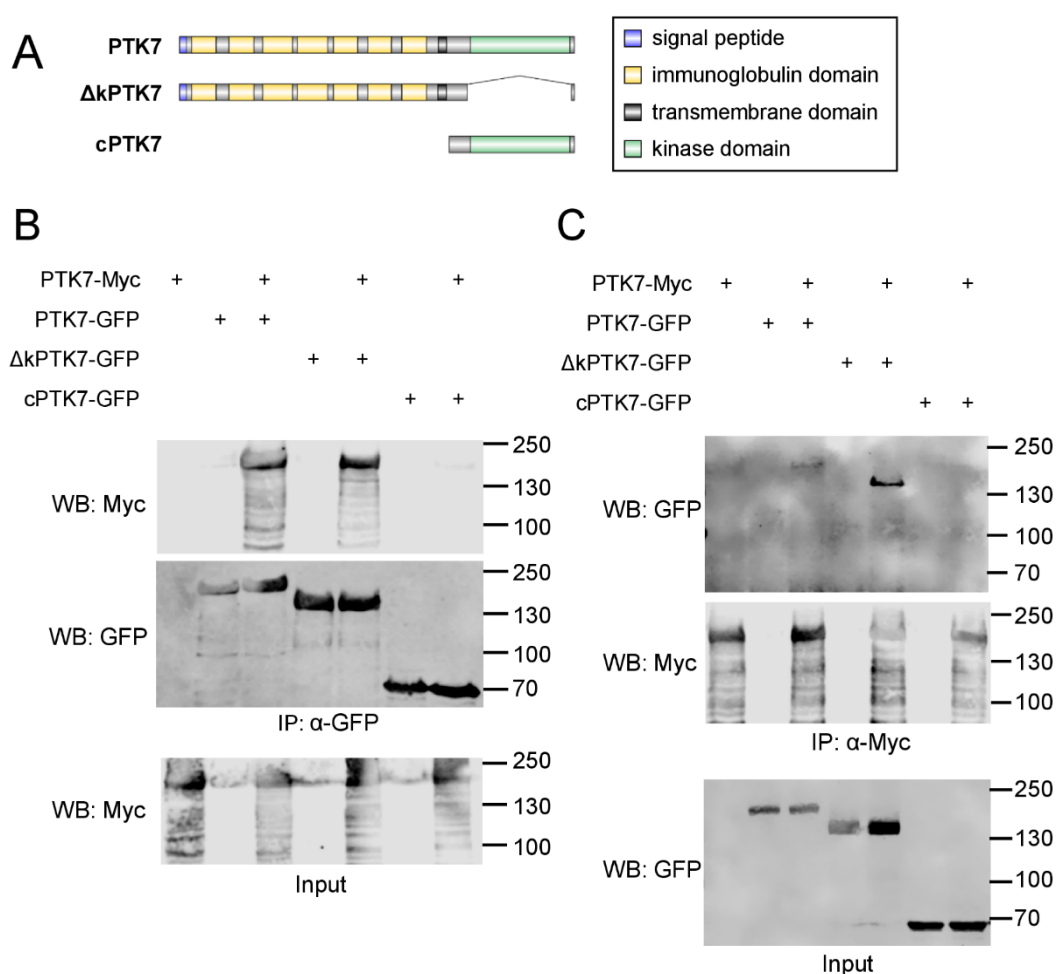 A
PTK7
ΔkPTK7
cPTK7
signal peptide
immunoglobulin domain
transmembrane domain
kinase domain
B
PTK7-Myc + + + +
PTK7-GFP + +
ΔkPTK7-GFP + +
cPTK7-GFP + +
WB: Myc
250
130
100
WB: GFP
250
130
100
70
IP: α-GFP
WB: Myc
250
130
100
Input
C
PTK7-Myc + + + +
PTK7-GFP + +
ΔkPTK7-GFP + +
cPTK7-GFP + +
WB: GFP
250
130
100
70
WB: Myc
250
130
100
IP: α-Myc
WB: GFP
250
130
100
70
Input